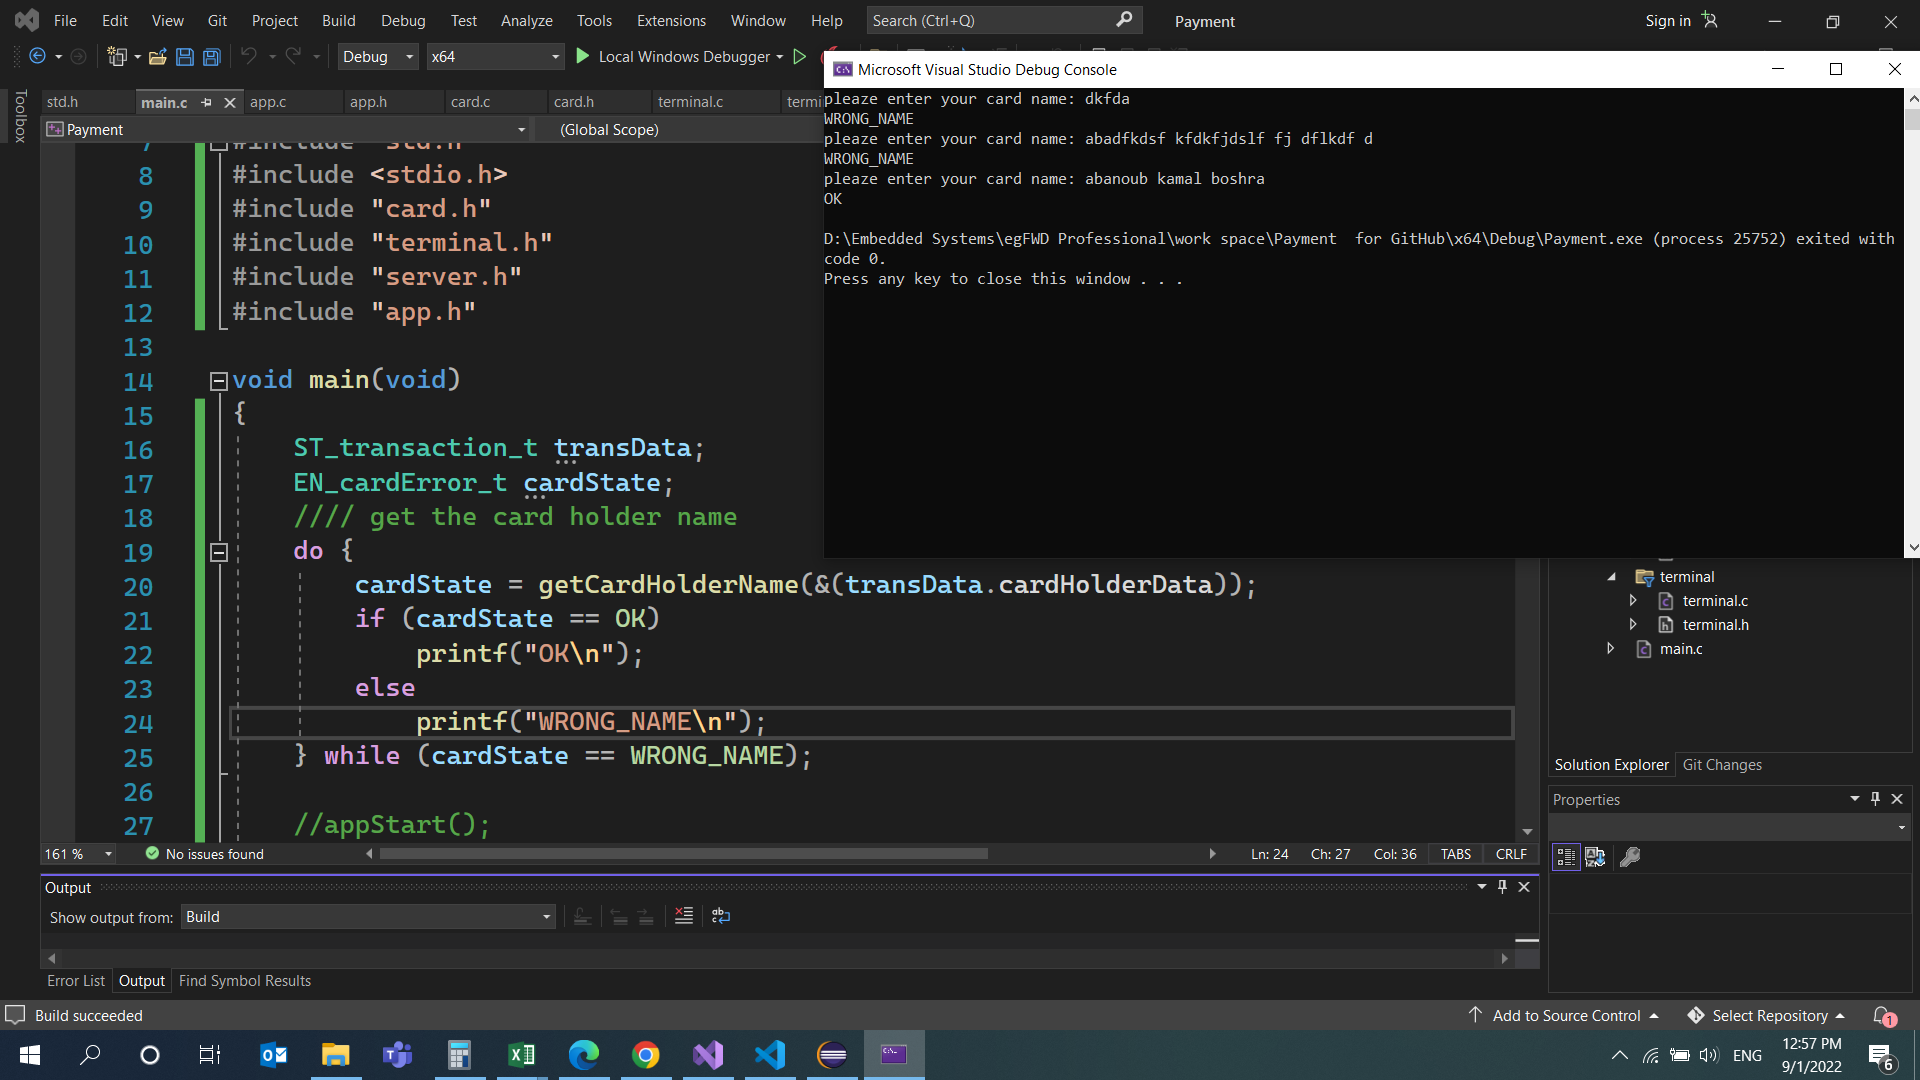 File Edit View Git Project Build Debug Test Analyze Tools Extensions Window Help Search (Ctrl+Q) Payment Sign in
Debug x64 Local Windows Debugger
Microsoft Visual Studio Debug Console
Toolbox
std.h main.c app.c app.h card.c card.h terminal.c
Payment (Global Scope)
pleaze enter your card name: dkfda
WRONG_NAME
pleaze enter your card name: abadfkdsf kfdkfjdslf fj dflkdf d
WRONG_NAME
pleaze enter your card name: abanoub kamal boshra
OK
D:\Embedded Systems\egFWD Professional\work space\Payment  for GitHub\x64\Debug\Payment.exe (process 25752) exited with
code 0.
Press any key to close this window . . .
7 #include "std.h"
8 #include <stdio.h>
9 #include "card.h"
10 #include "terminal.h"
11 #include "server.h"
12 #include "app.h"
13
14 void main(void)
15 {
16 ST_transaction_t transData;
17 EN_cardError_t cardState;
18 //// get the card holder name
19 do {
20 cardState = getCardHolderName(&(transData.cardHolderData));
21 if (cardState == OK)
22 printf("OK\n");
23 else
24 printf("WRONG_NAME\n");
25 } while (cardState == WRONG_NAME);
26
27 //appStart();
terminal
terminal.c
terminal.h
main.c
Solution Explorer Git Changes
Properties
161 % No issues found Ln: 24 Ch: 27 Col: 36 TABS CRLF
Output
Show output from: Build
Error List Output Find Symbol Results
Build succeeded Add to Source Control Select Repository 1
ENG 12:57 PM
9/1/2022 6